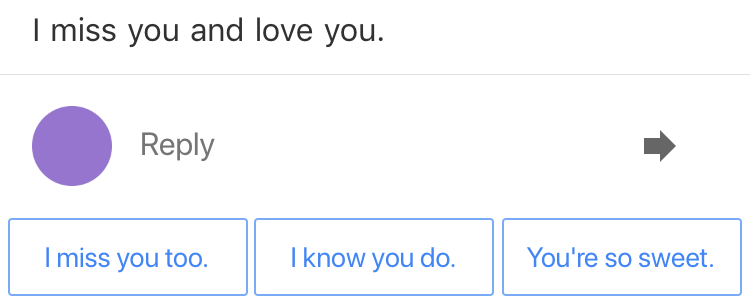 I miss you and love you.
Reply
I miss you too.
I know you do.
You're so sweet.